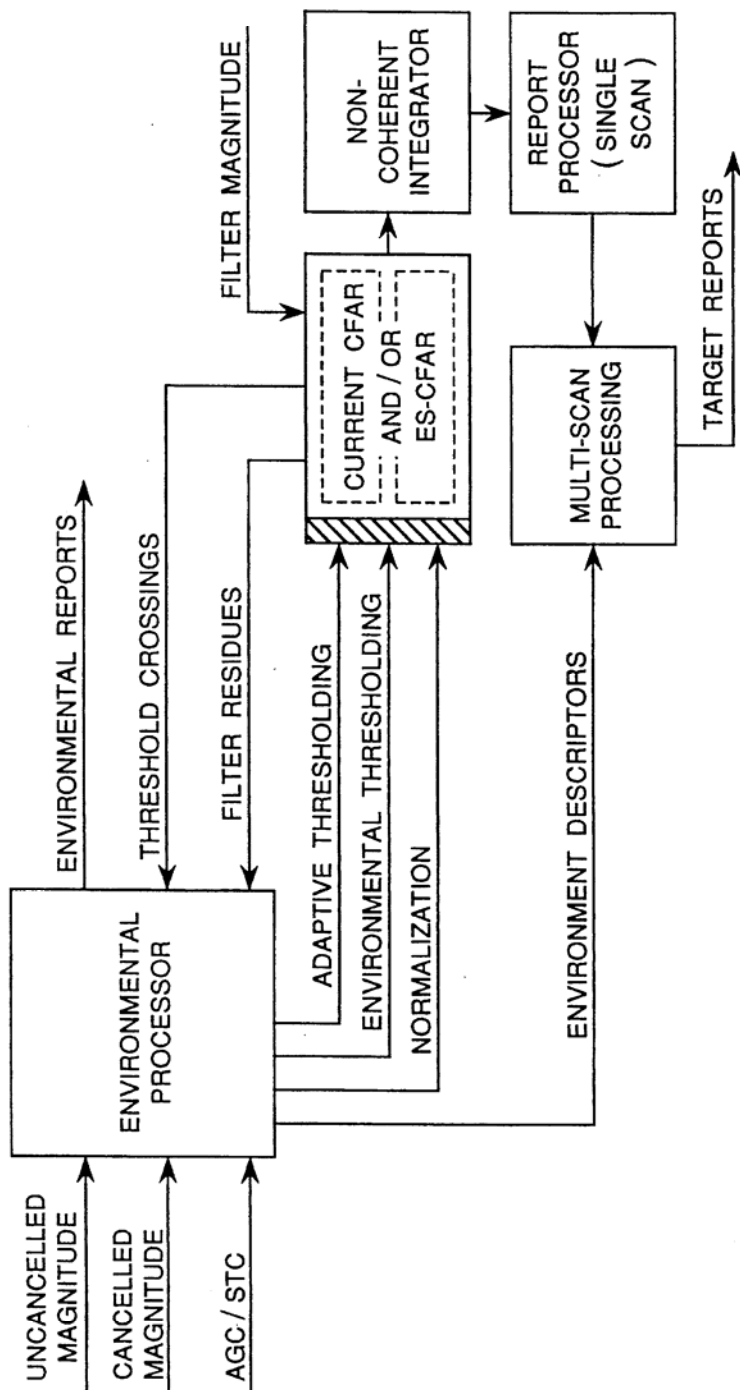 UNCANCELLED
MAGNITUDE
CANCELLED
MAGNITUDE
AGC/STC
ENVIRONMENTAL
PROCESSOR
ENVIRONMENTAL REPORTS
THRESHOLD CROSSINGS
FILTER RESIDUES
ADAPTIVE THRESHOLDING
ENVIRONMENTAL THRESHOLDING
NORMALIZATION
ENVIRONMENT DESCRIPTORS
FILTER MAGNITUDE
CURRENT CFAR
AND/OR
ES-CFAR
NON-
COHERENT
INTEGRATOR
REPORT
PROCESSOR
(SINGLE
SCAN)
MULTI-SCAN
PROCESSING
TARGET REPORTS